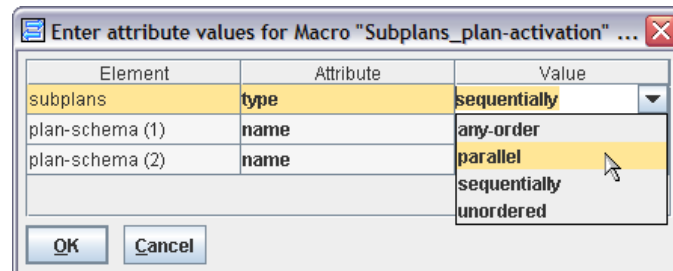 Enter attribute values for Macro "Subplans_plan-activation" ...
Element Attribute Value
subplans type sequentially
plan-schema (1) name any-order
plan-schema (2) name parallel
sequentially
unordered
OK Cancel